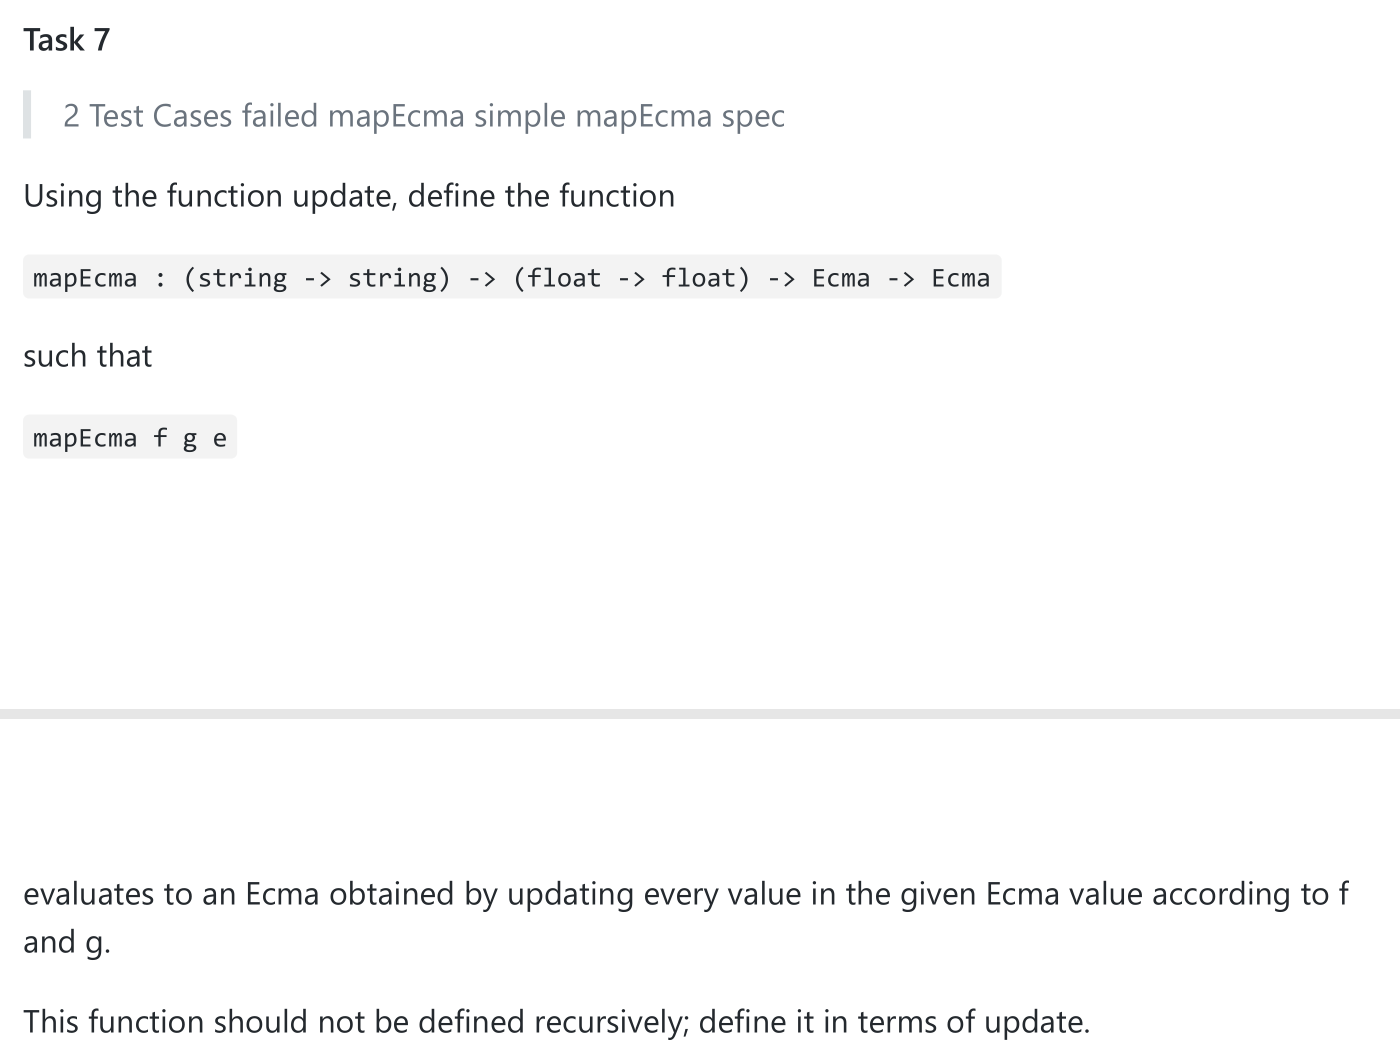 Task 7
2 Test Cases failed mapEcma simple mapEcma spec
Using the function update, define the function
mapEcma : (string -> string) -> (float -> float) -> Ecma -> Ecma
such that
mapEcma f g e
evaluates to an Ecma obtained by updating every value in the given Ecma value according to f
and g.
This function should not be defined recursively; define it in terms of update.